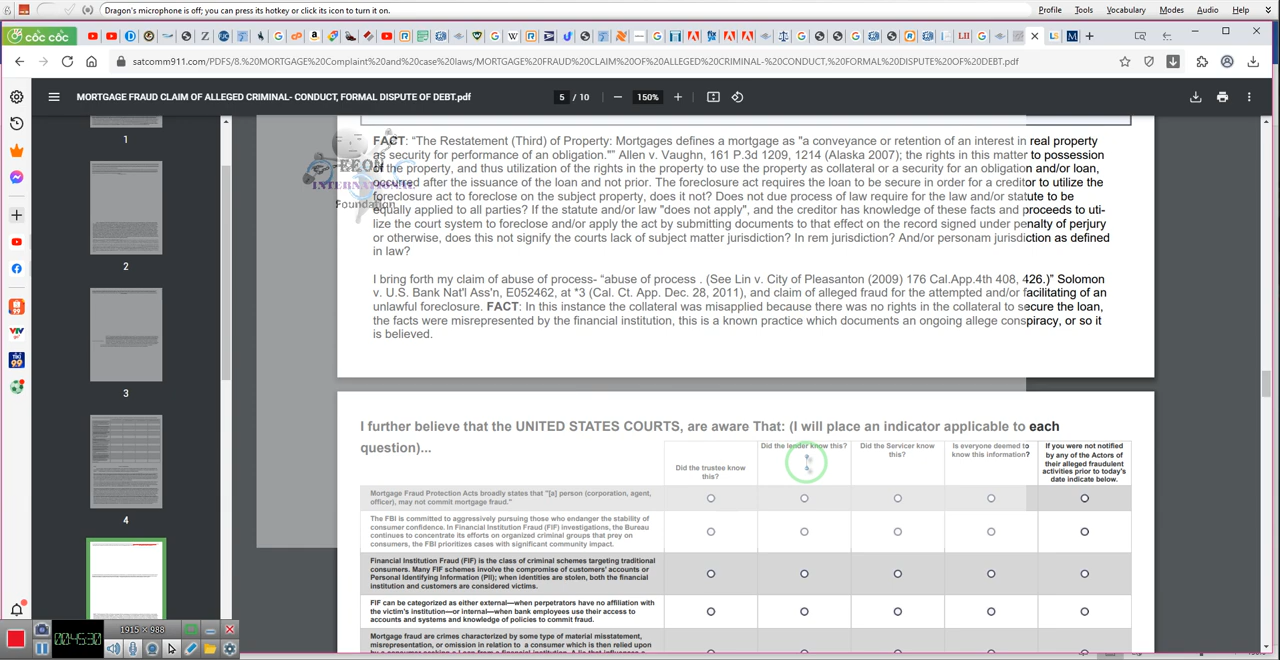 Dragon's microphone is off; you can press its hotkey or click its icon to turn it on.
Profile Tools Vocabulary Modes Audio Help
cốc cốc
satcomm911.com/PDFS/8.%20MORTGAGE%20Complaint%20and%20case%20laws/MORTGAGE%20FRAUD%20CLAIM%20OF%20ALLEGED%20CRIMINAL-%20CONDUCT,%20FORMAL%20DISPUTE%20OF%20DEBT.pdf
MORTGAGE FRAUD CLAIM OF ALLEGED CRIMINAL- CONDUCT, FORMAL DISPUTE OF DEBT.pdf
5 / 10
150%
1
2
3
4
FACT: “The Restatement (Third) of Property: Mortgages defines a mortgage as "a conveyance or retention of an interest in real property
as security for performance of an obligation."” Allen v. Vaughn, 161 P.3d 1209, 1214 (Alaska 2007); the rights in this matter to possession
of the property, and thus utilization of the rights in the property to use the property as collateral or a security for an obligation and/or loan,
occurred after the issuance of the loan and not prior. The foreclosure act requires the loan to be secure in order for a creditor to utilize the
foreclosure act to foreclose on the subject property, does it not? Does not due process of law require for the law and/or statute to be
equally applied to all parties? If the statute and/or law "does not apply", and the creditor has knowledge of these facts and proceeds to uti-
lize the court system to foreclose and/or apply the act by submitting documents to that effect on the record signed under penalty of perjury
or otherwise, does this not signify the courts lack of subject matter jurisdiction? In rem jurisdiction? And/or personam jurisdiction as defined
in law?
INTERNATIONAL
Foundation
I bring forth my claim of abuse of process- “abuse of process . (See Lin v. City of Pleasanton (2009) 176 Cal.App.4th 408, 426.)” Solomon
v. U.S. Bank Nat'l Ass'n, E052462, at *3 (Cal. Ct. App. Dec. 28, 2011), and claim of alleged fraud for the attempted and/or facilitating of an
unlawful foreclosure. FACT: In this instance the collateral was misapplied because there was no rights in the collateral to secure the loan,
the facts were misrepresented by the financial institution, this is a known practice which documents an ongoing allege conspiracy, or so it
is believed.
I further believe that the UNITED STATES COURTS, are aware That: (I will place an indicator applicable to each
question)...
Did the trustee know
this?
Did the lender know this?
Did the Servicer know
this?
Is everyone deemed to
know this information?
If you were not notified
by any of the Actors of
their alleged fraudulent
activities prior to today's
date indicate below.
Mortgage Fraud Protection Acts broadly states that "[a] person (corporation, agent,
officer), may not commit mortgage fraud."
The FBI is committed to aggressively pursuing those who endanger the stability of
consumer confidence. In Financial Institution Fraud (FIF) investigations, the Bureau
continues to concentrate its efforts on organized criminal groups that prey on
consumers, the FBI prioritizes cases with significant community impact.
Financial Institution Fraud (FIF) is the class of criminal schemes targeting traditional
consumers. Many FIF schemes involve the compromise of customers' accounts or
Personal Identifying Information (PII); when identities are stolen, both the financial
institution and customers are considered victims.
FIF can be categorized as either external—when perpetrators have no affiliation with
the victim's institution—or internal—when bank employees use their access to
accounts and systems and knowledge of policies to commit fraud.
Mortgage fraud are crimes characterized by some type of material misstatement,
misrepresentation, or omission in relation to a consumer which is then relied upon
00:45:30
1915 × 988